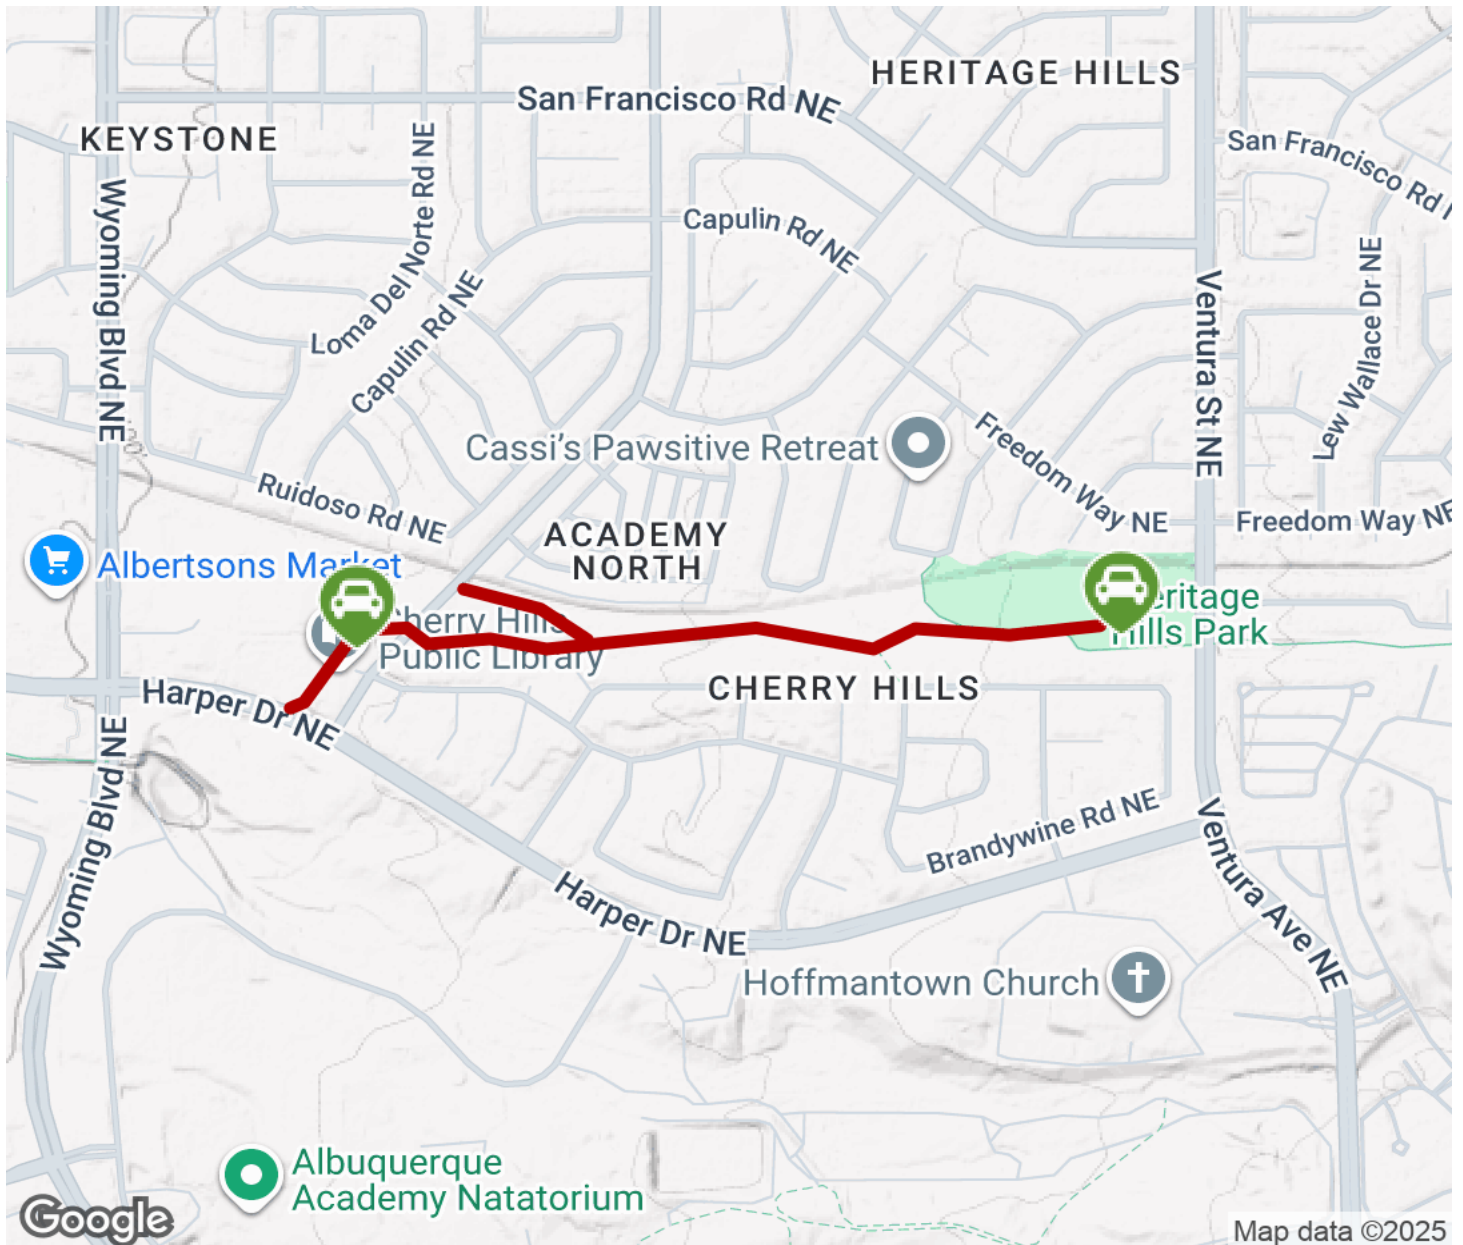 HERITAGE HILLS
San Francisco Rd NE
KEYSTONE
San Francisco Rd
Loma Del Norte Rd NE
Wyoming Blvd NE
Capulin Rd NE
Capulin Rd NE
Ventura St NE
Lew Wallace Dr NE
Cassi's Pawsitive Retreat
Freedom Way NE
Freedom Way NE
Ruidoso Rd NE
ACADEMY
NORTH
Albertsons Market
Cherry Hills
Public Library
Heritage
Hills Park
CHERRY HILLS
Harper Dr NE
Wyoming Blvd NE
Brandywine Rd NE
Ventura Ave NE
Harper Dr NE
Hoffmantown Church
Albuquerque
Academy Natatorium
Google
Map data ©2025